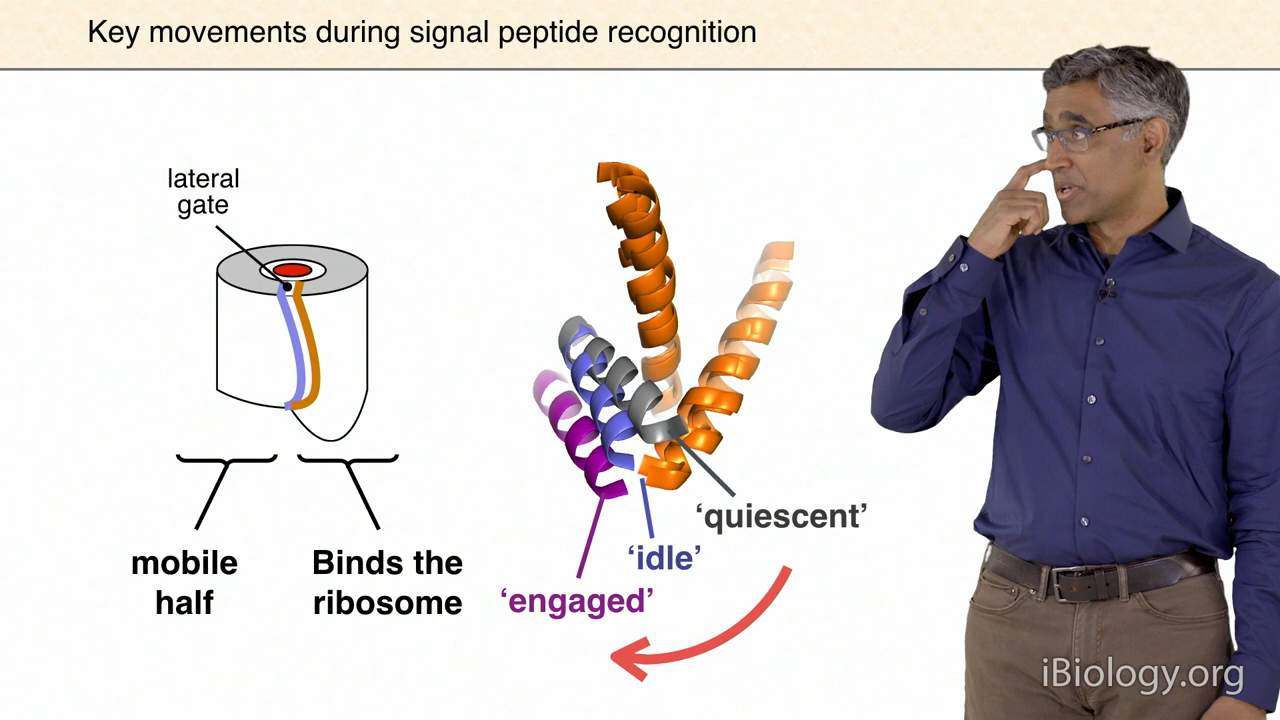 Key movements during signal peptide recognition
lateral
gate
mobile
half
Binds the
ribosome
‘quiescent’
‘idle’
‘engaged’
iBiology.org